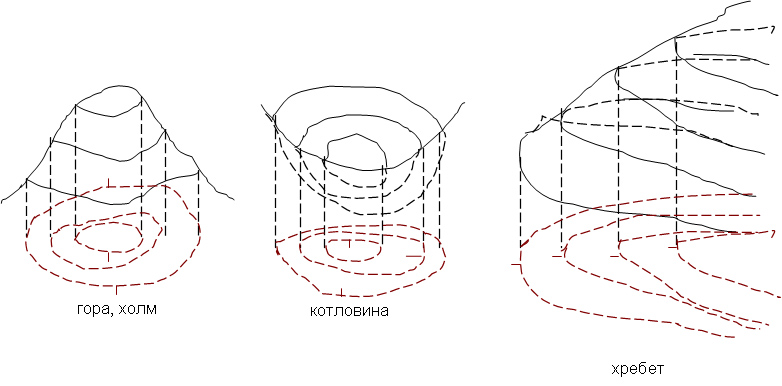 гора, холм
котловина
хребет